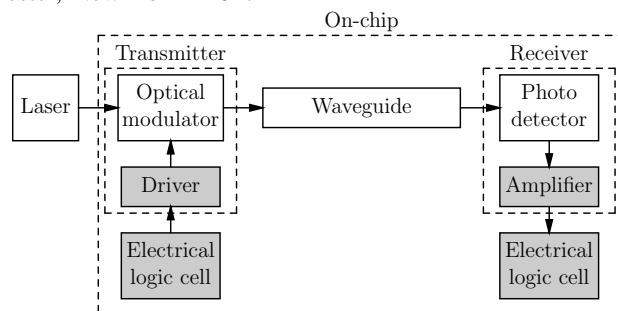 On-chip
Transmitter
Receiver
Laser
Optical
modulator
Waveguide
Photo
detector
Driver
Amplifier
Electrical
logic cell
Electrical
logic cell